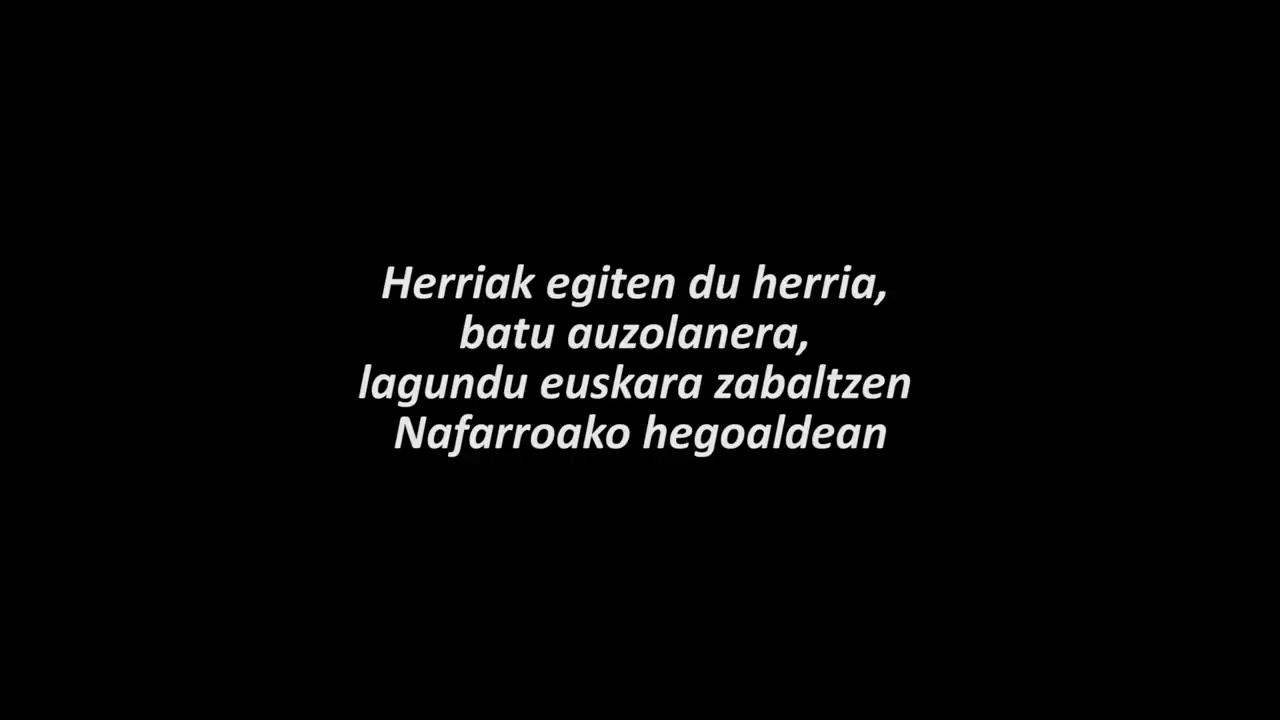 Herriak egiten du herria,
batu auzolanera,
lagundu euskara zabaltzen
Nafarroako hegoaldean